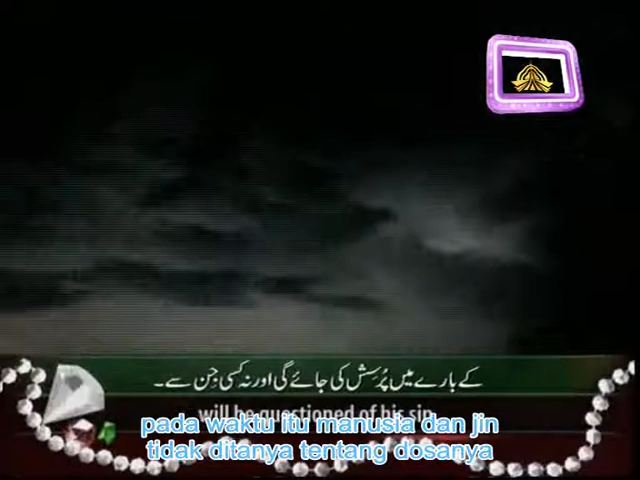 کے بارے میں پُرسش کی جائے گی اور نہ کسی جِن سے۔
will be questioned of his sin
pada waktu itu manusia dan jin
tidak ditanya tentang dosanya